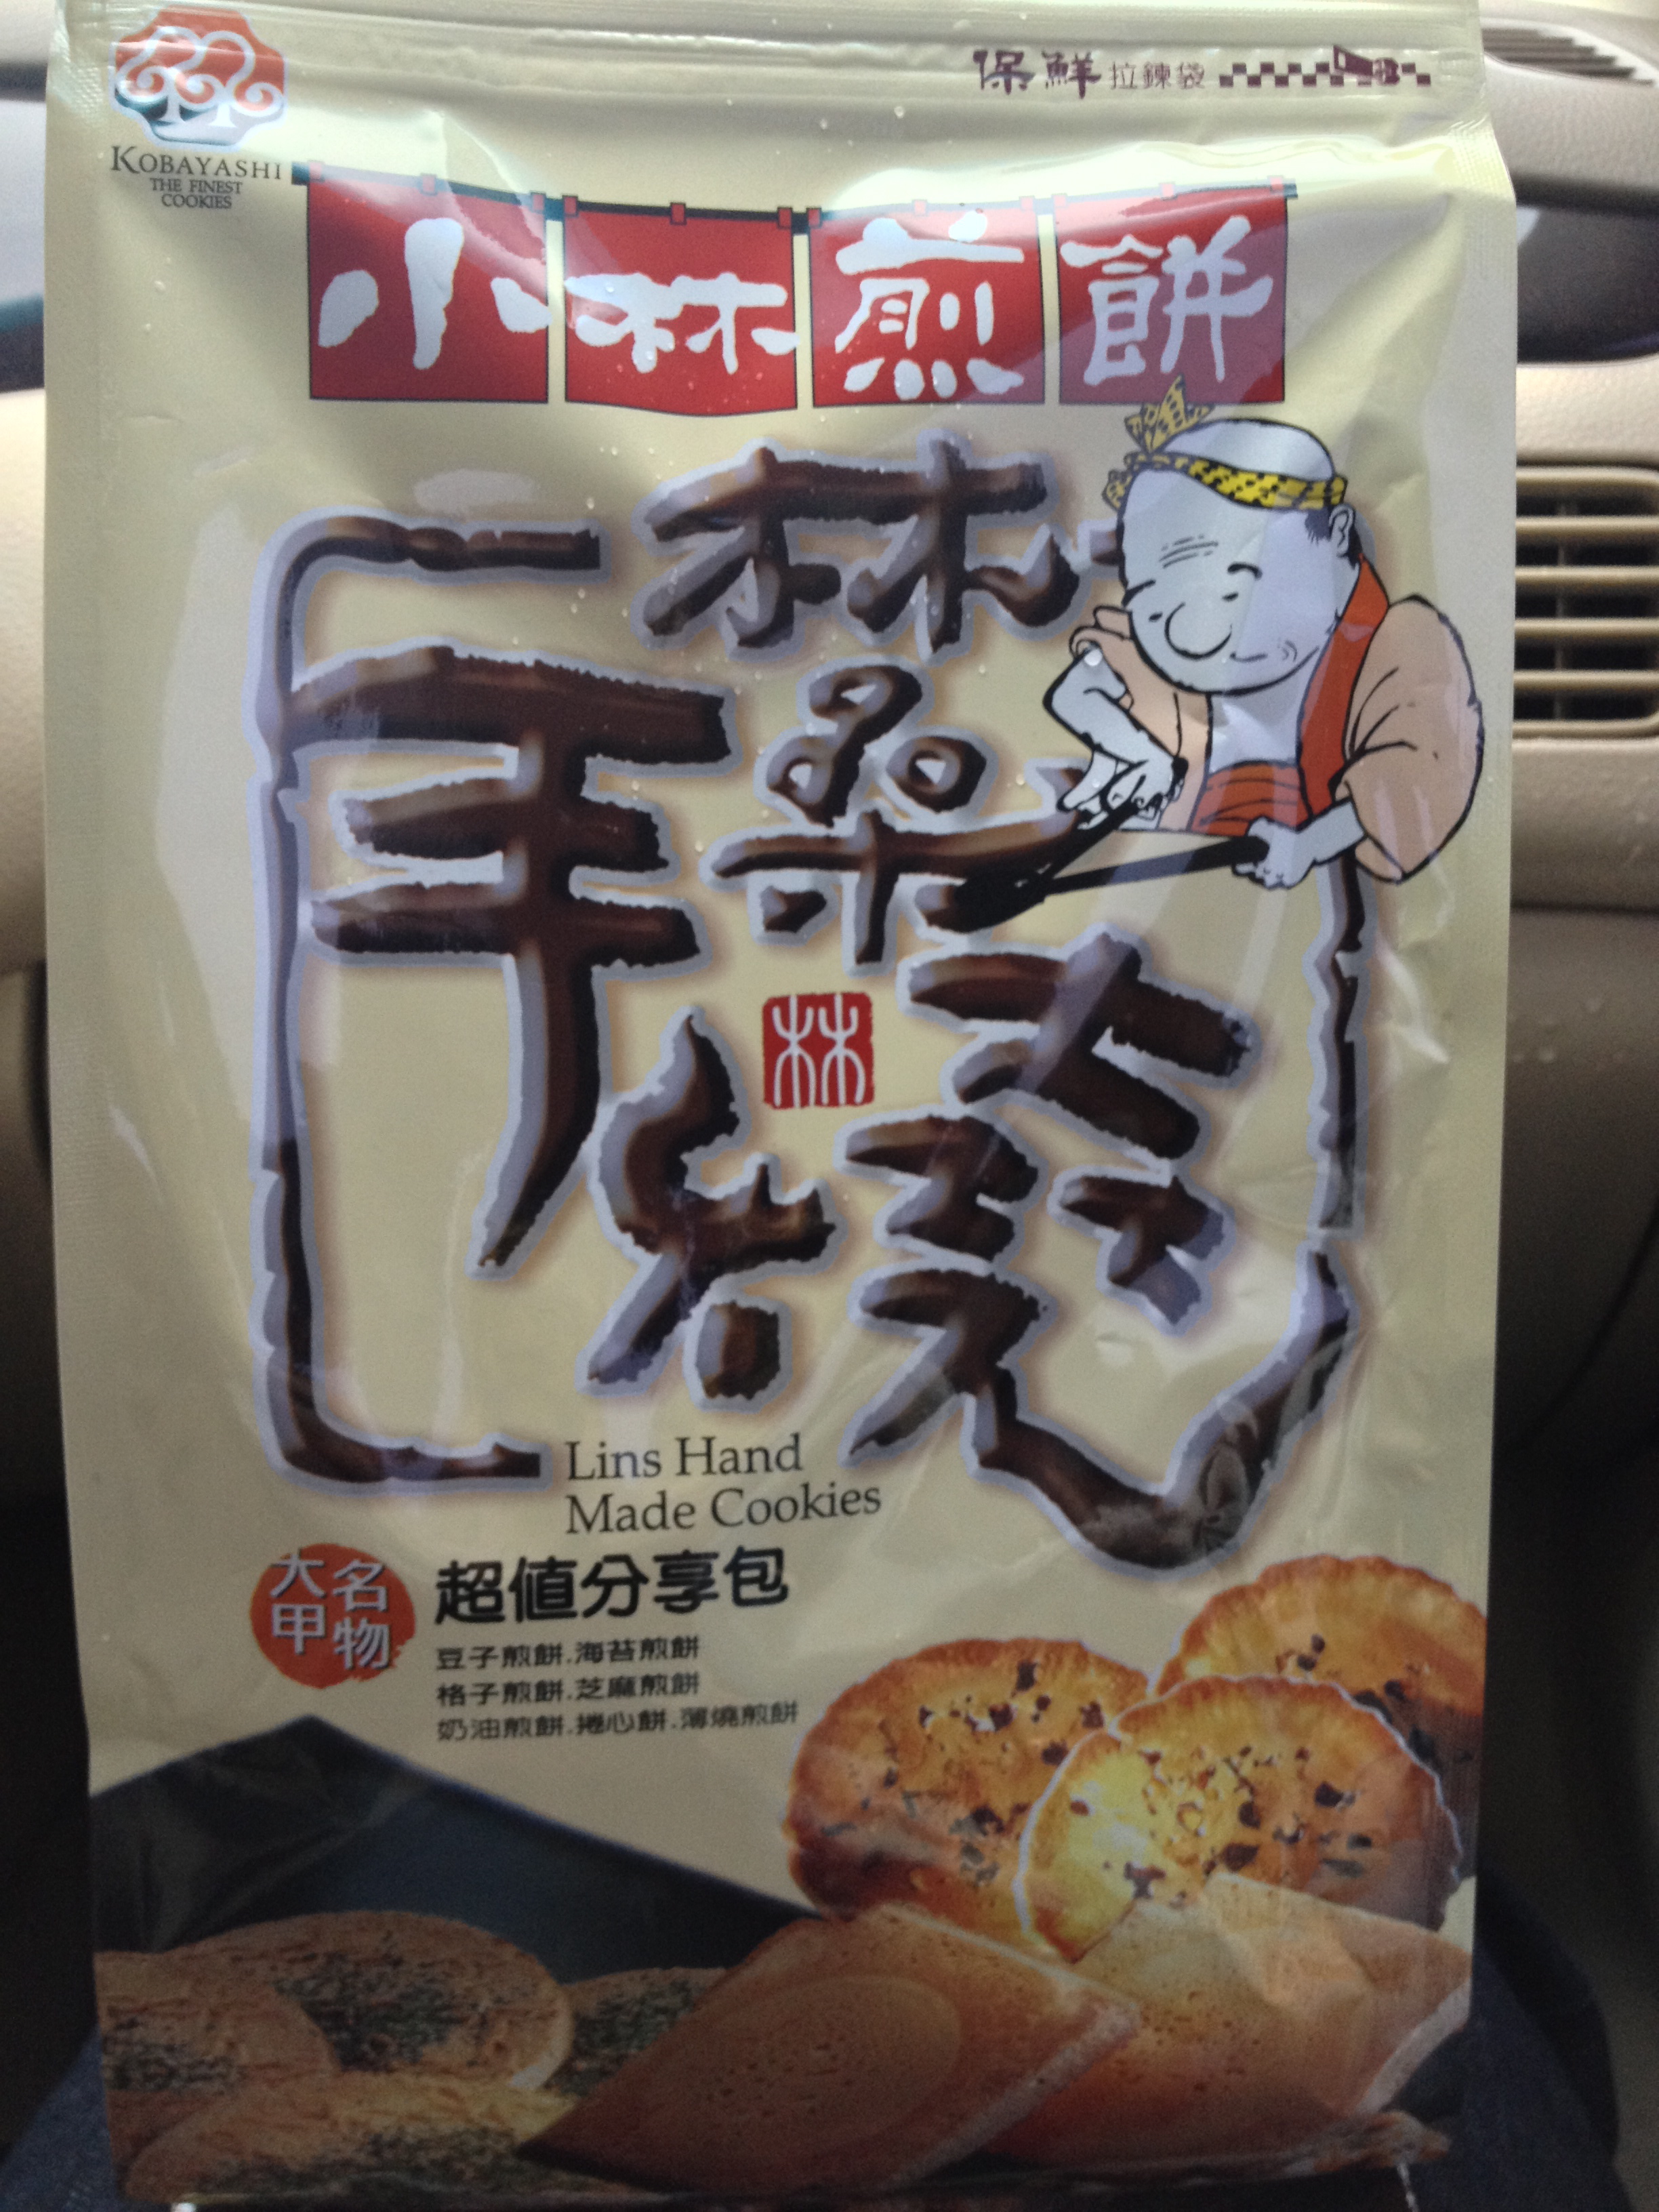 保鮮拉鍊袋
KOBAYASHI
THE FINEST
COOKIES
小林煎餅
林桑
手燒
林
Lins Hand
Made Cookies
大甲
名物
超值分享包
豆子煎餅.海苔煎餅
格子煎餅.芝麻煎餅
奶油煎餅.捲心餅.薄燒煎餅